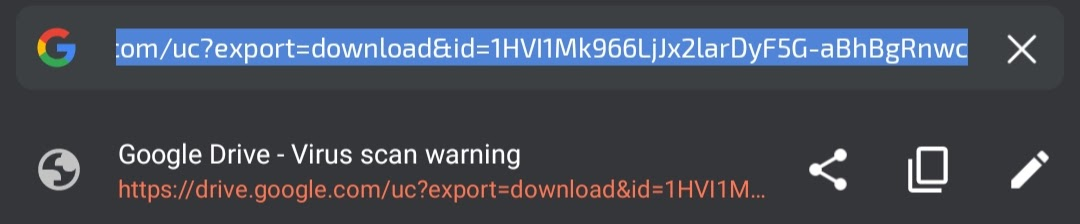 :om/uc?export=download&id=1HVI1Mk966LjJx2larDyF5G-aBhBgRnwc
Google Drive - Virus scan warning
https://drive.google.com/uc?export=download&id=1HVI1M...